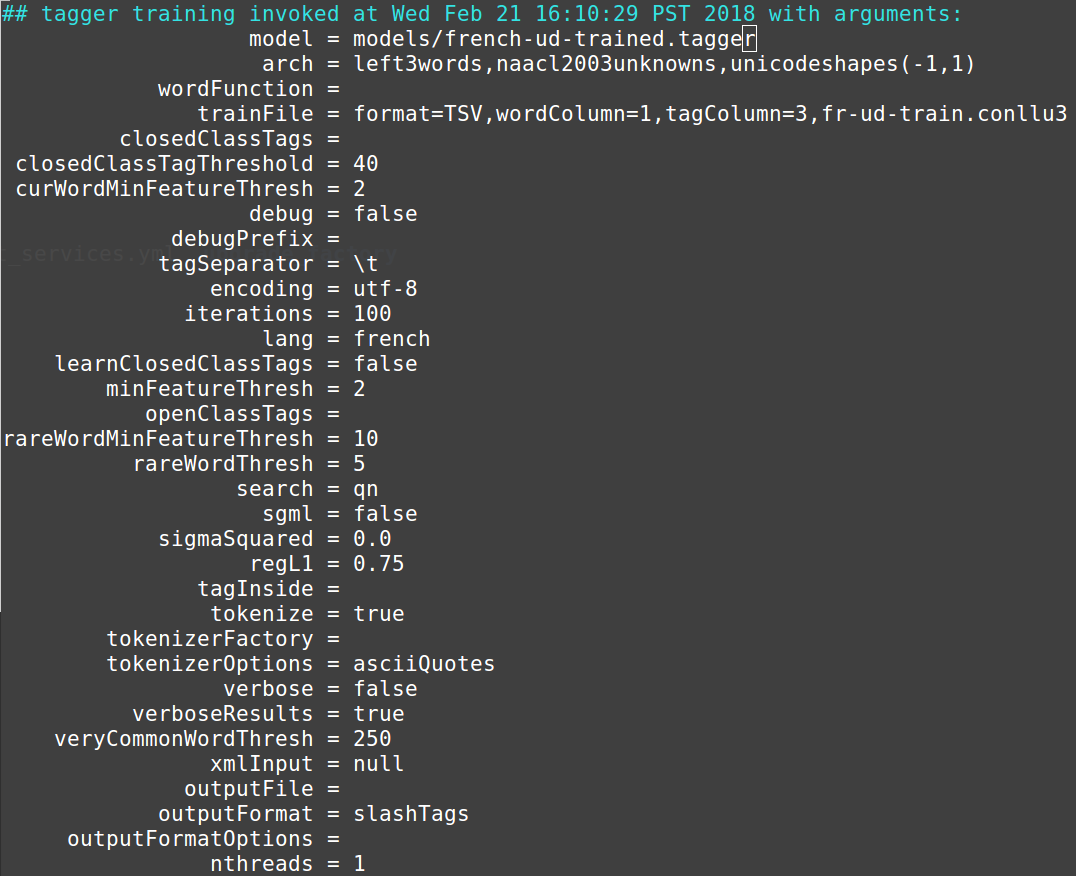 ## tagger training invoked at Wed Feb 21 16:10:29 PST 2018 with arguments:
model = models/french-ud-trained.tagger
arch = left3words,naacl2003unknowns,unicodeshapes(-1,1)
wordFunction =
trainFile = format=TSV,wordColumn=1,tagColumn=3,fr-ud-train.conllu3
closedClassTags =
closedClassTagThreshold = 40
curWordMinFeatureThresh = 2
debug = false
debugPrefix =
tagSeparator = \t
encoding = utf-8
iterations = 100
lang = french
learnClosedClassTags = false
minFeatureThresh = 2
openClassTags =
rareWordMinFeatureThresh = 10
rareWordThresh = 5
search = qn
sgml = false
sigmaSquared = 0.0
regL1 = 0.75
tagInside =
tokenize = true
tokenizerFactory =
tokenizerOptions = asciiQuotes
verbose = false
verboseResults = true
veryCommonWordThresh = 250
xmlInput = null
outputFile =
outputFormat = slashTags
outputFormatOptions =
nthreads = 1